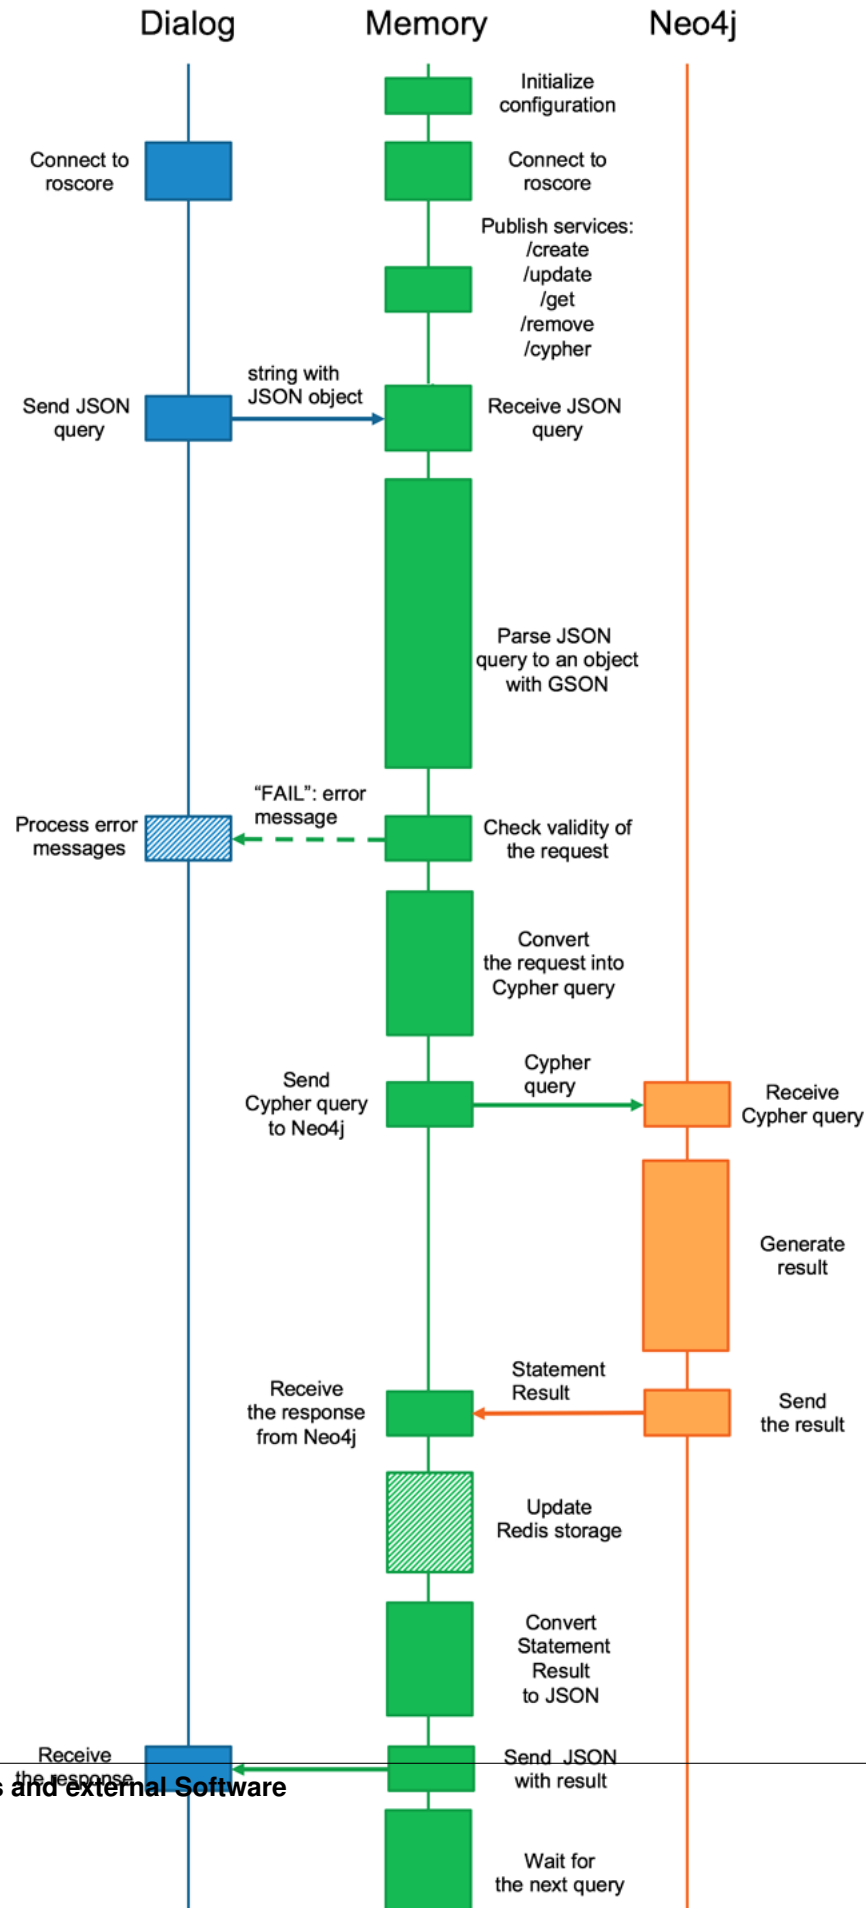 Dialog
Memory
Neo4j
Initialize
configuration
Connect to
roscore
Connect to
roscore
Publish services:
/create
/update
/get
/remove
/cypher
string with
JSON object
Send JSON
query
Receive JSON
query
Parse JSON
query to an object
with GSON
“FAIL”: error
message
Process error
messages
Check validity of
the request
Convert
the request into
Cypher query
Send
Cypher query
to Neo4j
Cypher
query
Receive
Cypher query
Generate
result
Statement
Result
Receive
the response
from Neo4j
Send
the result
Update
Redis storage
Convert
Statement
Result
to JSON
Receive
the response
Send JSON
with result
s and external Software
Wait for
the next query